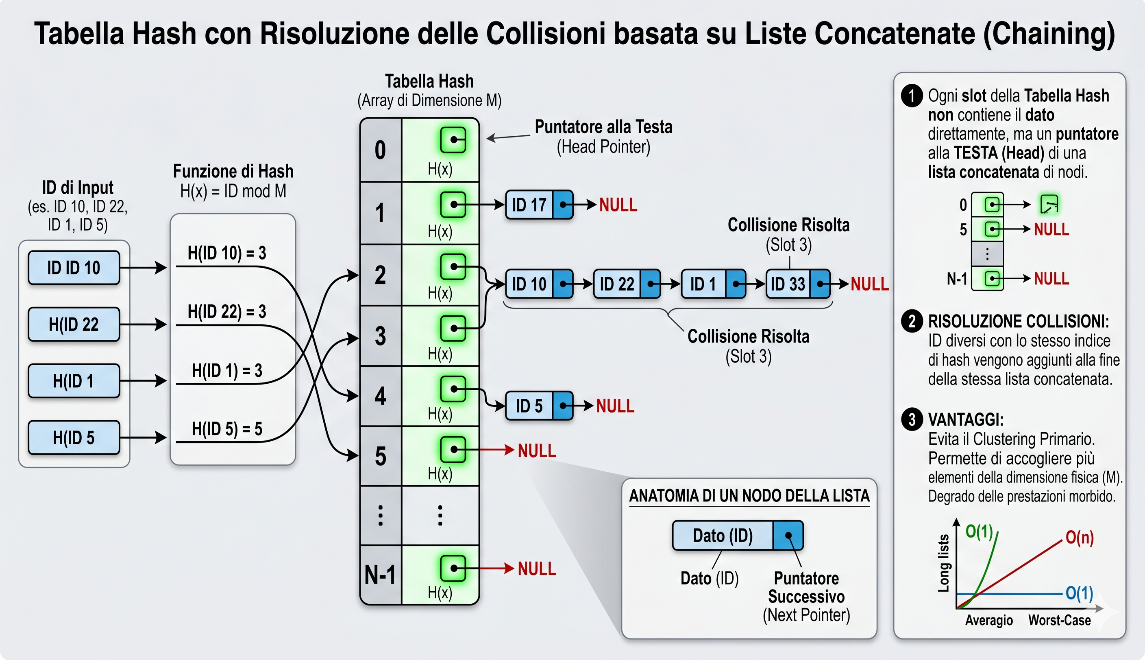 Tabella Hash con Risoluzione delle Collisioni basata su Liste Concatenate (Chaining)
ID di Input
(es. ID 10, ID 22,
ID 1, ID 5)
ID ID 10
H(ID 22
H(ID 1
H(ID 5
Funzione di Hash
H(x) = ID mod M
H(ID 10) = 3
H(ID 22) = 3
H(ID 1) = 3
H(ID 5) = 5
Tabella Hash
(Array di Dimensione M)
0
H(x)
1
H(x)
2
H(x)
3
H(x)
4
H(x)
5
H(x)
⋮ ⋮
N-1
H(x)
Puntatore alla Testa
(Head Pointer)
ID 17 NULL
Collisione Risolta
(Slot 3)
ID 10 ID 22 ID 1 ID 33 NULL
Collisione Risolta
(Slot 3)
ID 5 NULL
NULL
NULL
ANATOMIA DI UN NODO DELLA LISTA
Dato (ID)
Dato (ID)
Puntatore
Successivo
(Next Pointer)
1 Ogni slot della Tabella Hash
non contiene il dato
direttamente, ma un puntatore
alla TESTA (Head) di una
lista concatenata di nodi.
0
5 NULL
⋮
N-1 NULL
2 RISOLUZIONE COLLISIONI:
ID diversi con lo stesso indice
di hash vengono aggiunti alla fine
della stessa lista concatenata.
3 VANTAGGI:
Evita il Clustering Primario.
Permette di accogliere più
elementi della dimensione fisica (M).
Degrado delle prestazioni morbido.
Long lists
O(1)
O(n)
O(1)
Averagio Worst-Case